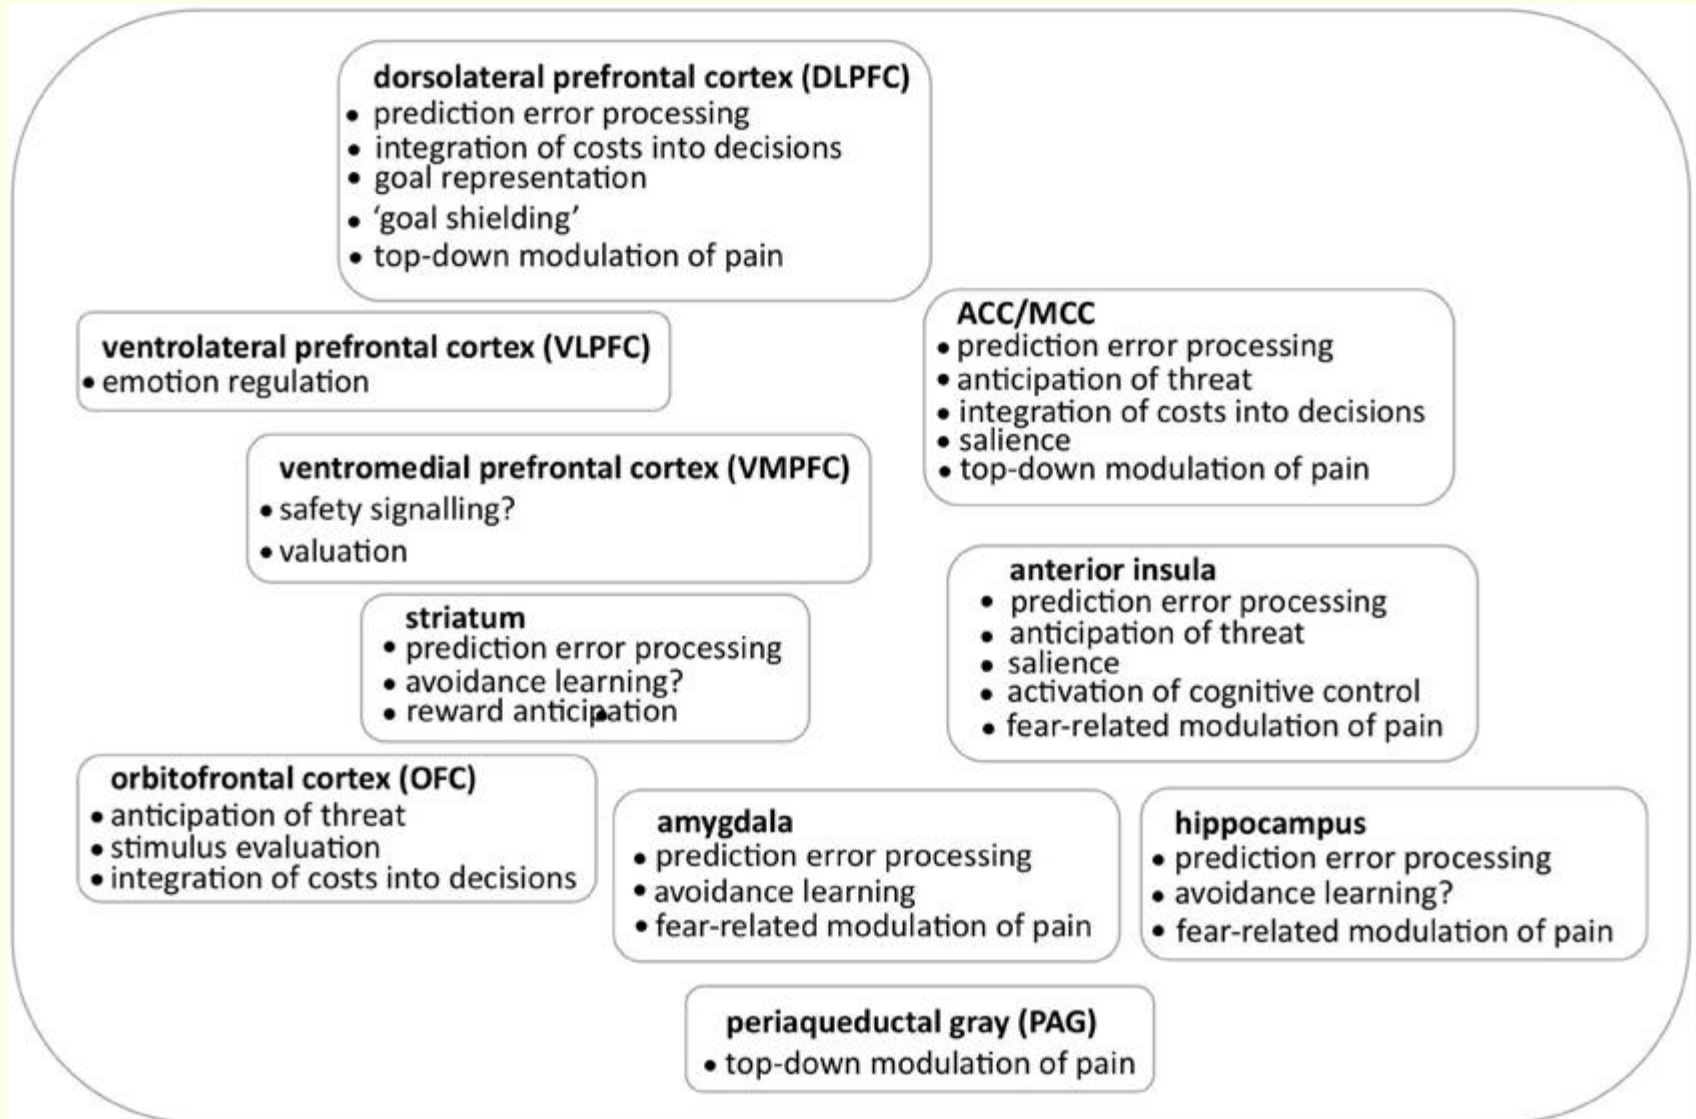 dorsolateral prefrontal cortex (DLPFC)
• prediction error processing
• integration of costs into decisions
• goal representation
• ‘goal shielding’
• top-down modulation of pain
ventrolateral prefrontal cortex (VLPFC)
• emotion regulation
ACC/MCC
• prediction error processing
• anticipation of threat
• integration of costs into decisions
• salience
• top-down modulation of pain
ventromedial prefrontal cortex (VMPFC)
• safety signalling?
• valuation
anterior insula
• prediction error processing
• anticipation of threat
• salience
• activation of cognitive control
• fear-related modulation of pain
striatum
• prediction error processing
• avoidance learning?
• reward anticipation
orbitofrontal cortex (OFC)
• anticipation of threat
• stimulus evaluation
• integration of costs into decisions
amygdala
• prediction error processing
• avoidance learning
• fear-related modulation of pain
hippocampus
• prediction error processing
• avoidance learning?
• fear-related modulation of pain
periaqueductal gray (PAG)
• top-down modulation of pain